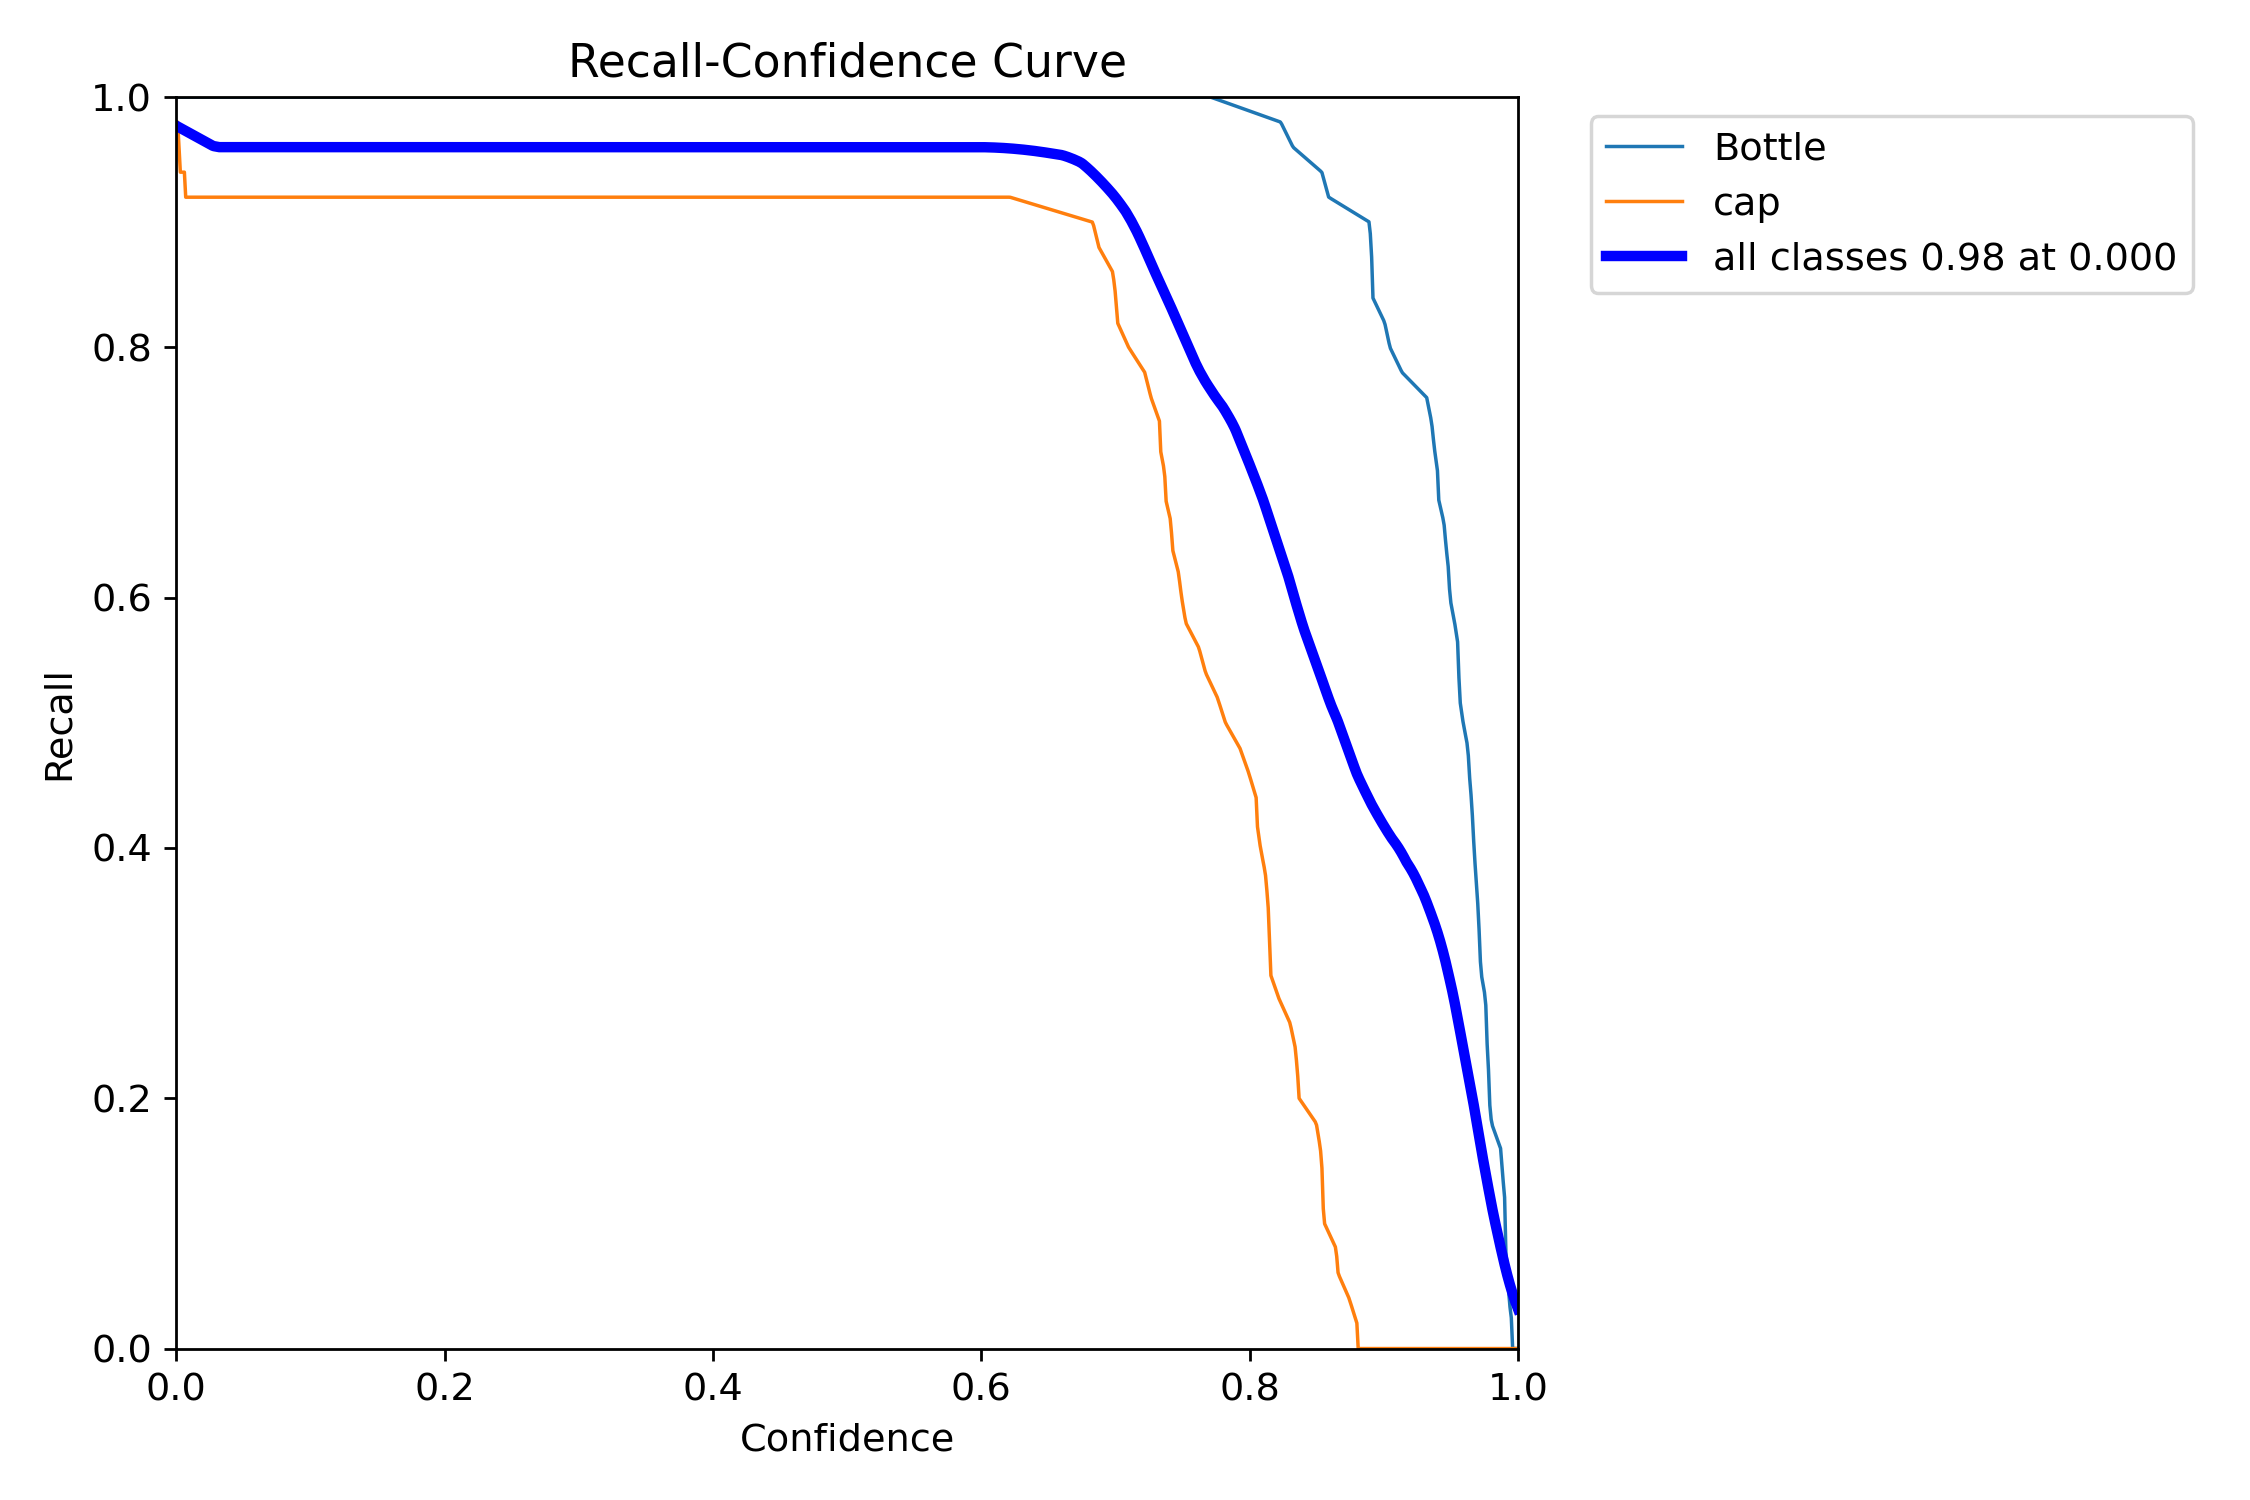 Recall-Confidence Curve
1.0
0.8
0.6
0.4
0.2
0.0
Recall
0.0 0.2 0.4 0.6 0.8 1.0
Confidence
Bottle
cap
all classes 0.98 at 0.000